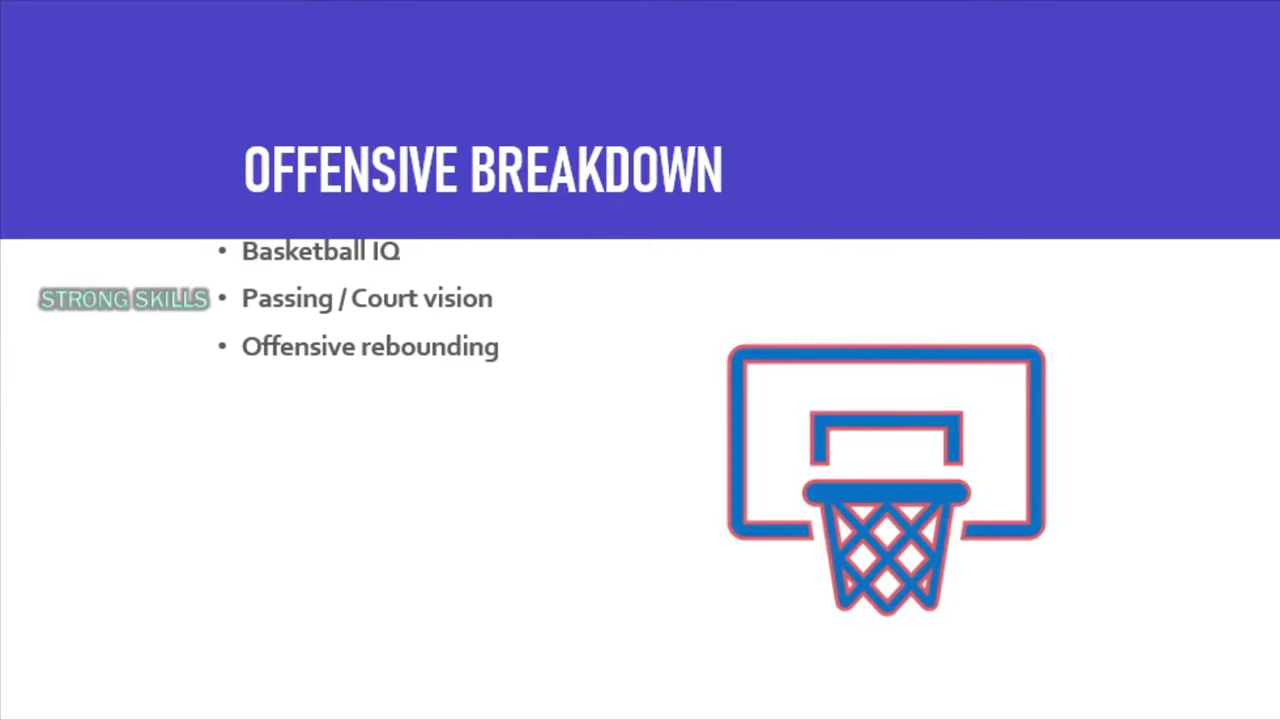 OFFENSIVE BREAKDOWN
• Basketball IQ
STRONG SKILLS • Passing / Court vision
• Offensive rebounding